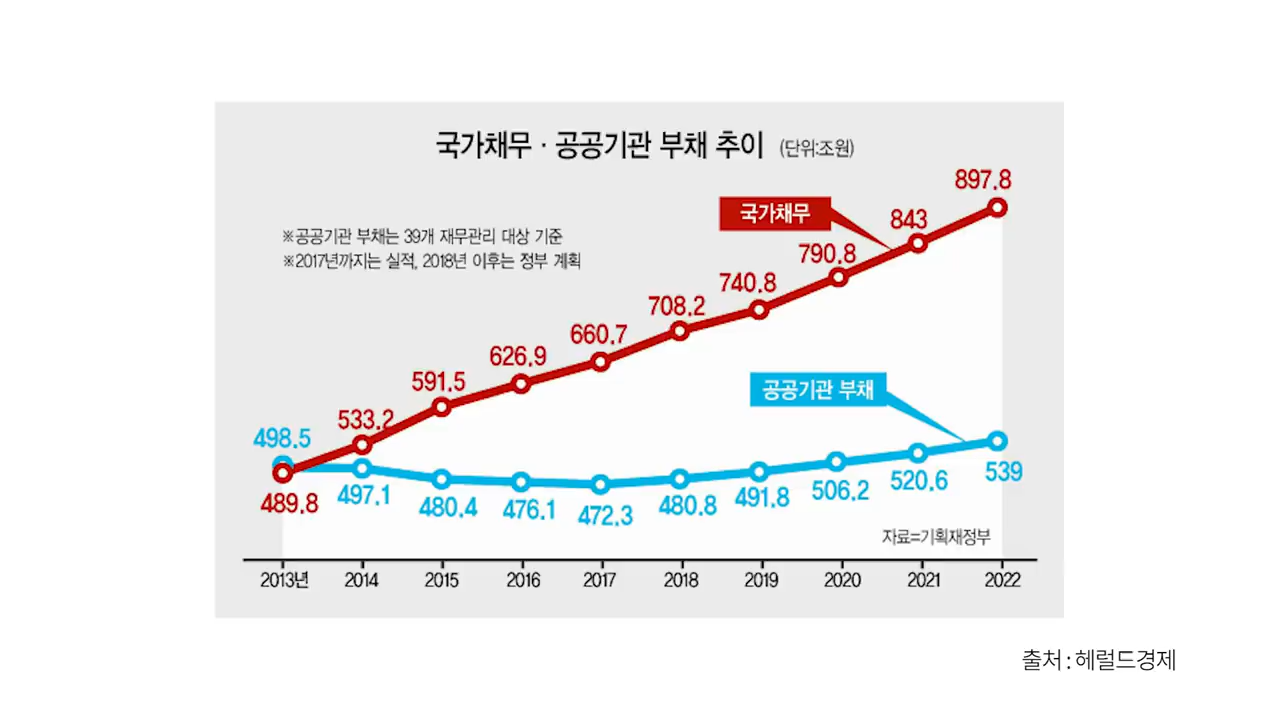 국가채무·공공기관 부채 추이 (단위:조원)
※공공기관 부채는 39개 재무관리 대상 기준
※2017년까지는 실적, 2018년 이후는 정부 계획
국가채무
489.8
533.2
591.5
626.9
660.7
708.2
740.8
790.8
843
897.8
공공기관 부채
498.5
497.1
480.4
476.1
472.3
480.8
491.8
506.2
520.6
539
자료=기획재정부
2013년 2014 2015 2016 2017 2018 2019 2020 2021 2022
출처 : 헤럴드경제